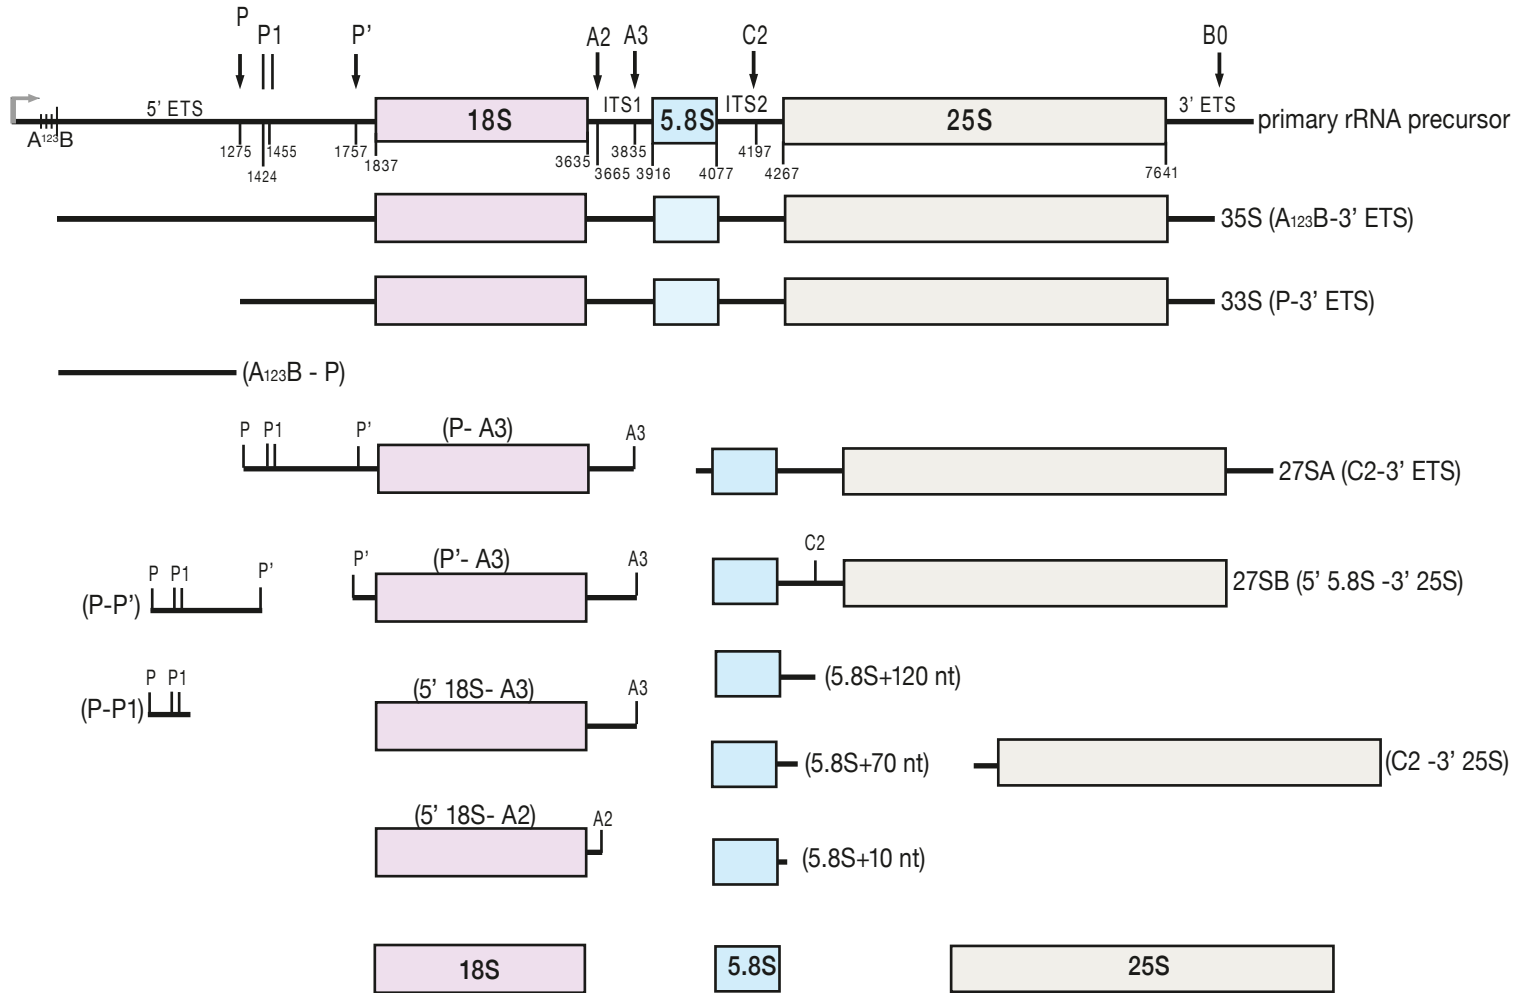 P
P1
P’
A2
A3
C2
B0
5’ ETS
18S
ITS1
5.8S
ITS2
25S
3’ ETS
primary rRNA precursor
A123B
1275
1424
1455
1757
1837
3635
3665
3835
3916
4077
4197
4267
7641
35S (A123B-3’ ETS)
33S (P-3’ ETS)
(A123B - P)
P P1 P’ (P- A3) A3
27SA (C2-3’ ETS)
(P-P’) P P1 P’
P’ (P’- A3) A3
C2
27SB (5’ 5.8S -3’ 25S)
(P-P1) P P1
(5’ 18S- A3) A3
(5.8S+120 nt)
(5.8S+70 nt)
(C2 -3’ 25S)
(5’ 18S- A2) A2
(5.8S+10 nt)
18S
5.8S
25S